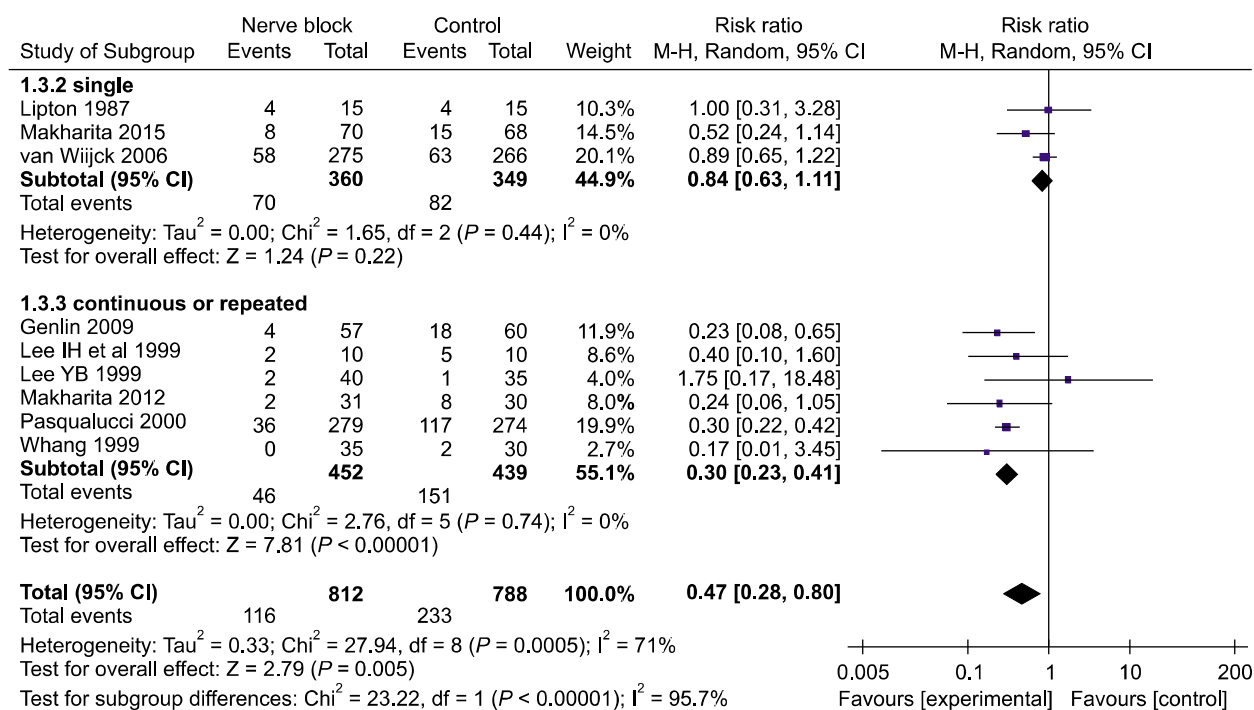 Nerve block Control Risk ratio Risk ratio
Study of Subgroup Events Total Events Total Weight M-H, Random, 95% CI M-H, Random, 95% CI
1.3.2 single
Lipton 1987 4 15 4 15 10.3% 1.00 [0.31, 3.28]
Makharita 2015 8 70 15 68 14.5% 0.52 [0.24, 1.14]
van Wiijck 2006 58 275 63 266 20.1% 0.89 [0.65, 1.22]
Subtotal (95% CI) 360 349 44.9% 0.84 [0.63, 1.11]
Total events 70 82
Heterogeneity: Tau² = 0.00; Chi² = 1.65, df = 2 (P = 0.44); I² = 0%
Test for overall effect: Z = 1.24 (P = 0.22)
1.3.3 continuous or repeated
Genlin 2009 4 57 18 60 11.9% 0.23 [0.08, 0.65]
Lee IH et al 1999 2 10 5 10 8.6% 0.40 [0.10, 1.60]
Lee YB 1999 2 40 1 35 4.0% 1.75 [0.17, 18.48]
Makharita 2012 2 31 8 30 8.0% 0.24 [0.06, 1.05]
Pasqualucci 2000 36 279 117 274 19.9% 0.30 [0.22, 0.42]
Whang 1999 0 35 2 30 2.7% 0.17 [0.01, 3.45]
Subtotal (95% CI) 452 439 55.1% 0.30 [0.23, 0.41]
Total events 46 151
Heterogeneity: Tau² = 0.00; Chi² = 2.76, df = 5 (P = 0.74); I² = 0%
Test for overall effect: Z = 7.81 (P < 0.00001)
Total (95% CI) 812 788 100.0% 0.47 [0.28, 0.80]
Total events 116 233
Heterogeneity: Tau² = 0.33; Chi² = 27.94, df = 8 (P = 0.0005); I² = 71%
Test for overall effect: Z = 2.79 (P = 0.005)
Test for subgroup differences: Chi² = 23.22, df = 1 (P < 0.00001); I² = 95.7%
0.005 0.1 1 10 200
Favours [experimental] Favours [control]